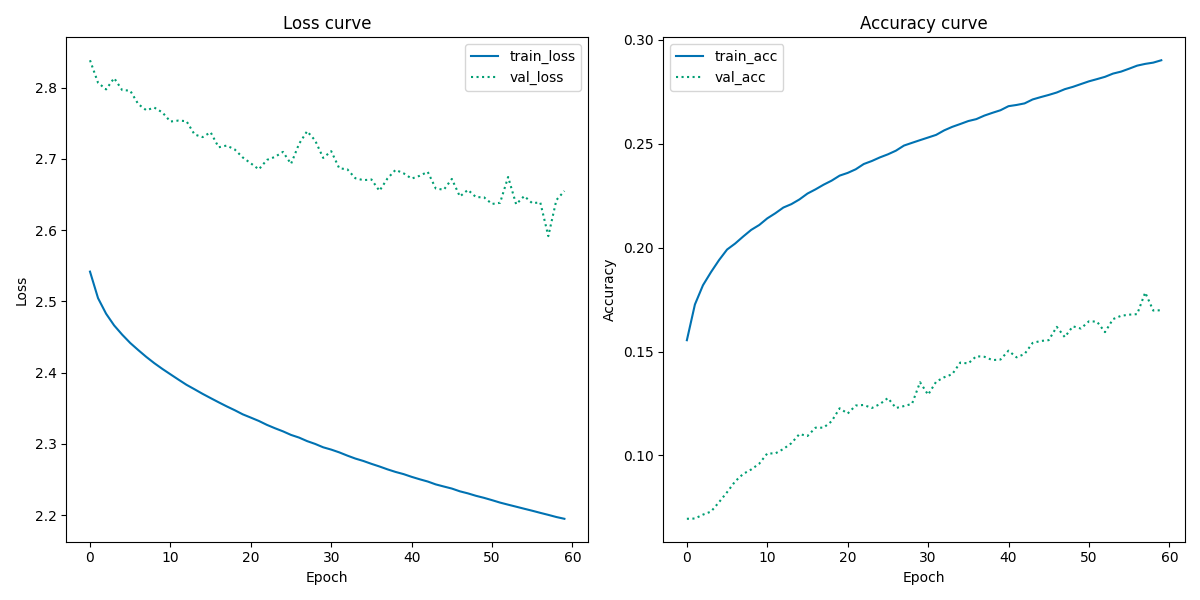 Loss curve
train_loss
val_loss
2.8
2.7
2.6
2.5
2.4
2.3
2.2
Loss
0 10 20 30 40 50 60
Epoch
Accuracy curve
train_acc
val_acc
0.30
0.25
0.20
0.15
0.10
Accuracy
0 10 20 30 40 50 60
Epoch